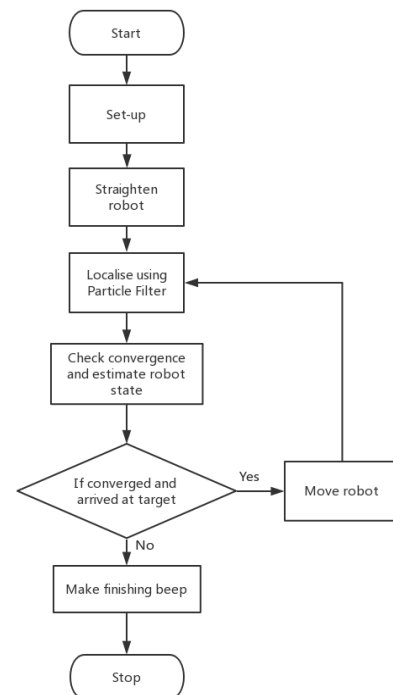 Start
Set-up
Straighten
robot
Localise using
Particle Filter
Check convergence
and estimate robot
state
If converged and
arrived at target
Yes
Move robot
No
Make finishing beep
Stop